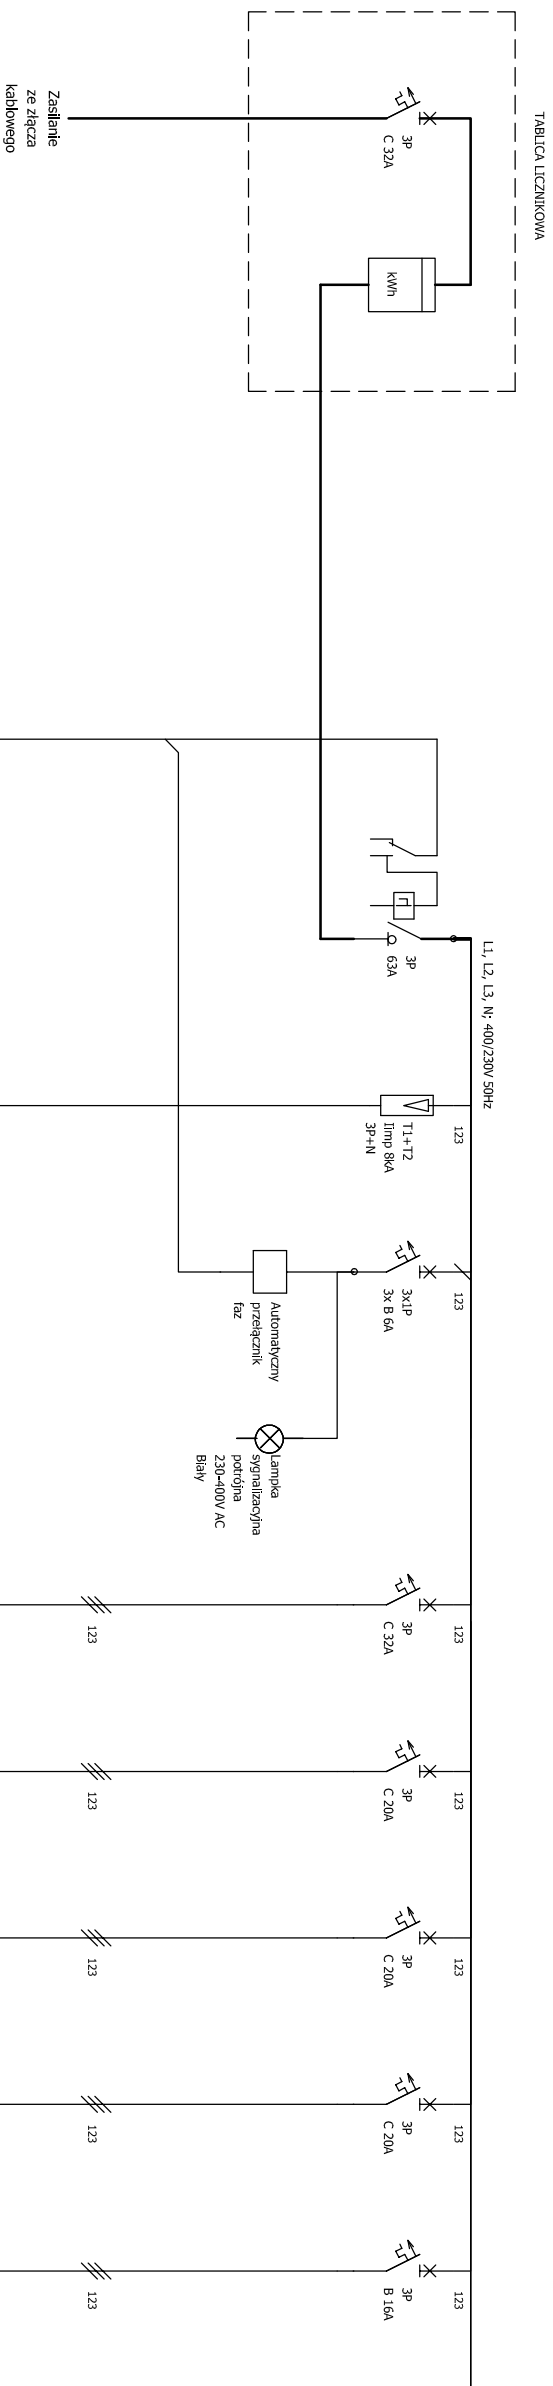 TABLICA LICZNIKOWA
3P
C 32A
Zasilanie
ze złącza
kablowego
kWh
L1, L2, L3, N; 400/230V 50Hz
3P
63A
123
T1+T2
Iimp 8kA
3P+N
123
3x1P
3x B 6A
Automatyczny
przełącznik
faz
Lampka
sygnalizacyjna
potrójna
230-400V AC
Biały
123
3P
C 32A
123
123
3P
C 20A
123
123
3P
C 20A
123
123
3P
C 20A
123
123
3P
B 16A
123